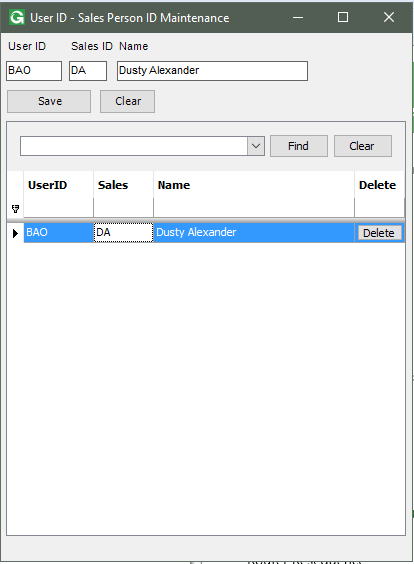 G User ID - Sales Person ID Maintenance
User ID Sales ID Name
BAO DA Dusty Alexander
Save Clear
Find Clear
UserID Sales Name Delete
BAO DA Dusty Alexander Delete